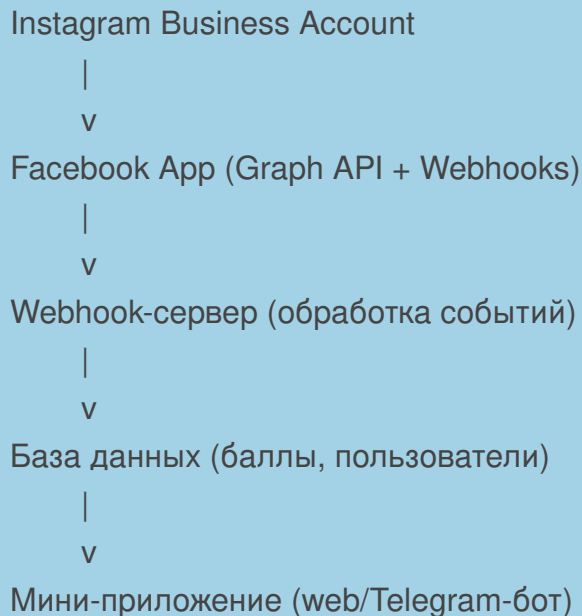 Instagram Business Account
|
v
Facebook App (Graph API + Webhooks)
|
v
Webhook-сервер (обработка событий)
|
v
База данных (баллы, пользователи)
|
v
Мини-приложение (web/Telegram-бот)